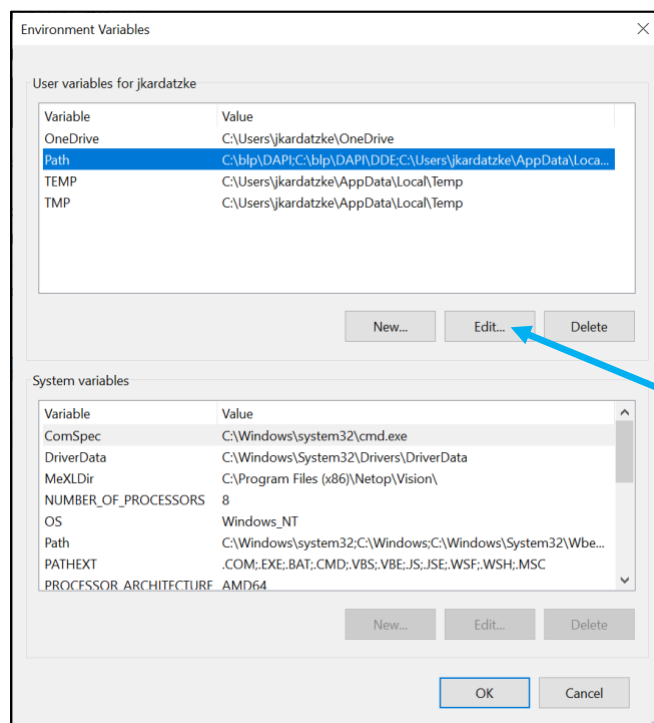 Environment Variables
User variables for jkardatzke
Variable Value
OneDrive C:\Users\jkardatzke\OneDrive
Path C:\blp\DAPI;C:\blp\DAPI\DDE;C:\Users\jkardatzke\AppData\Loca...
TEMP C:\Users\jkardatzke\AppData\Local\Temp
TMP C:\Users\jkardatzke\AppData\Local\Temp
New... Edit... Delete
System variables
Variable Value
ComSpec C:\Windows\system32\cmd.exe
DriverData C:\Windows\System32\Drivers\DriverData
MeXLDir C:\Program Files (x86)\Netop\Vision\
NUMBER_OF_PROCESSORS 8
OS Windows_NT
Path C:\Windows\system32;C:\Windows;C:\Windows\System32\Wbe...
PATHEXT .COM;.EXE;.BAT;.CMD;.VBS;.VBE;.JS;.JSE;.WSF;.WSH;.MSC
PROCESSOR_ARCHITECTURE AMD64
New... Edit... Delete
OK Cancel